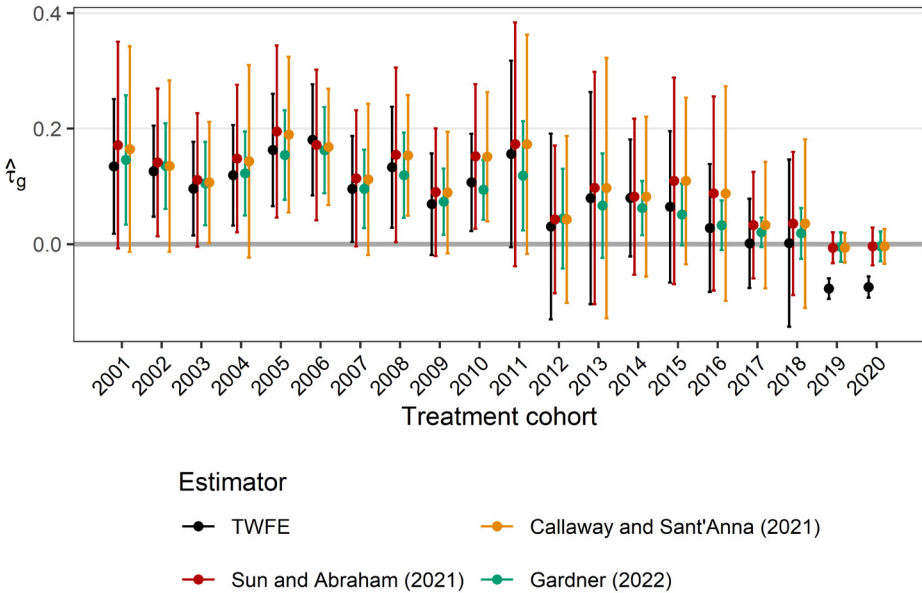 0.4
0.2
0.0
τ̂g
2001 2002 2003 2004 2005 2006 2007 2008 2009 2010 2011 2012 2013 2014 2015 2016 2017 2018 2019 2020
Treatment cohort
Estimator
TWFE Callaway and Sant'Anna (2021)
Sun and Abraham (2021) Gardner (2022)